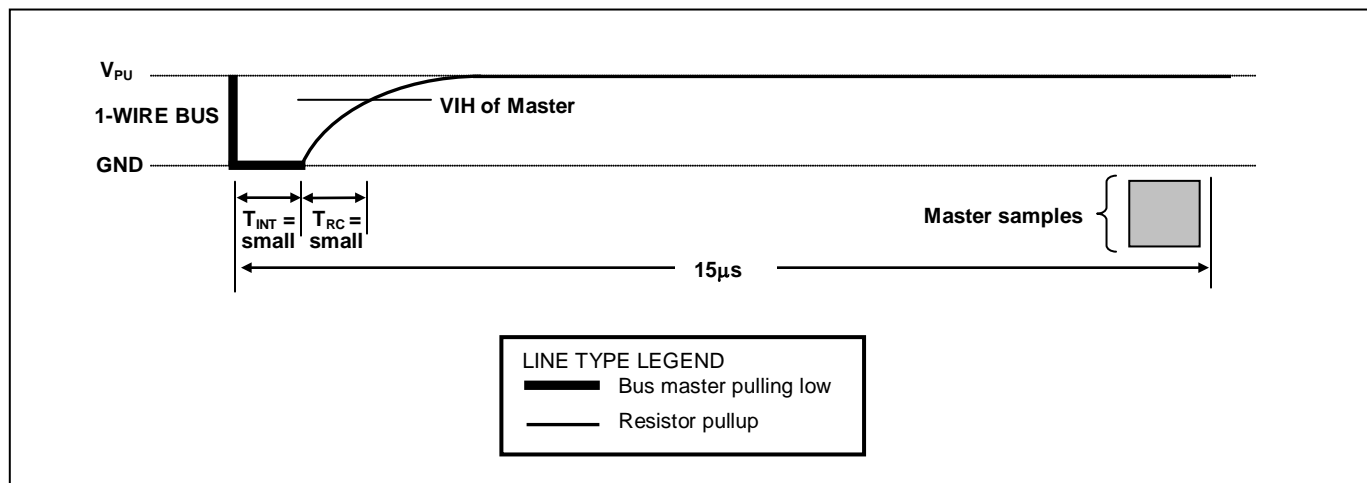 VPU
1-WIRE BUS
GND
VIH of Master
TINT =
small
TRC =
small
Master samples
15μs
LINE TYPE LEGEND
Bus master pulling low
Resistor pullup